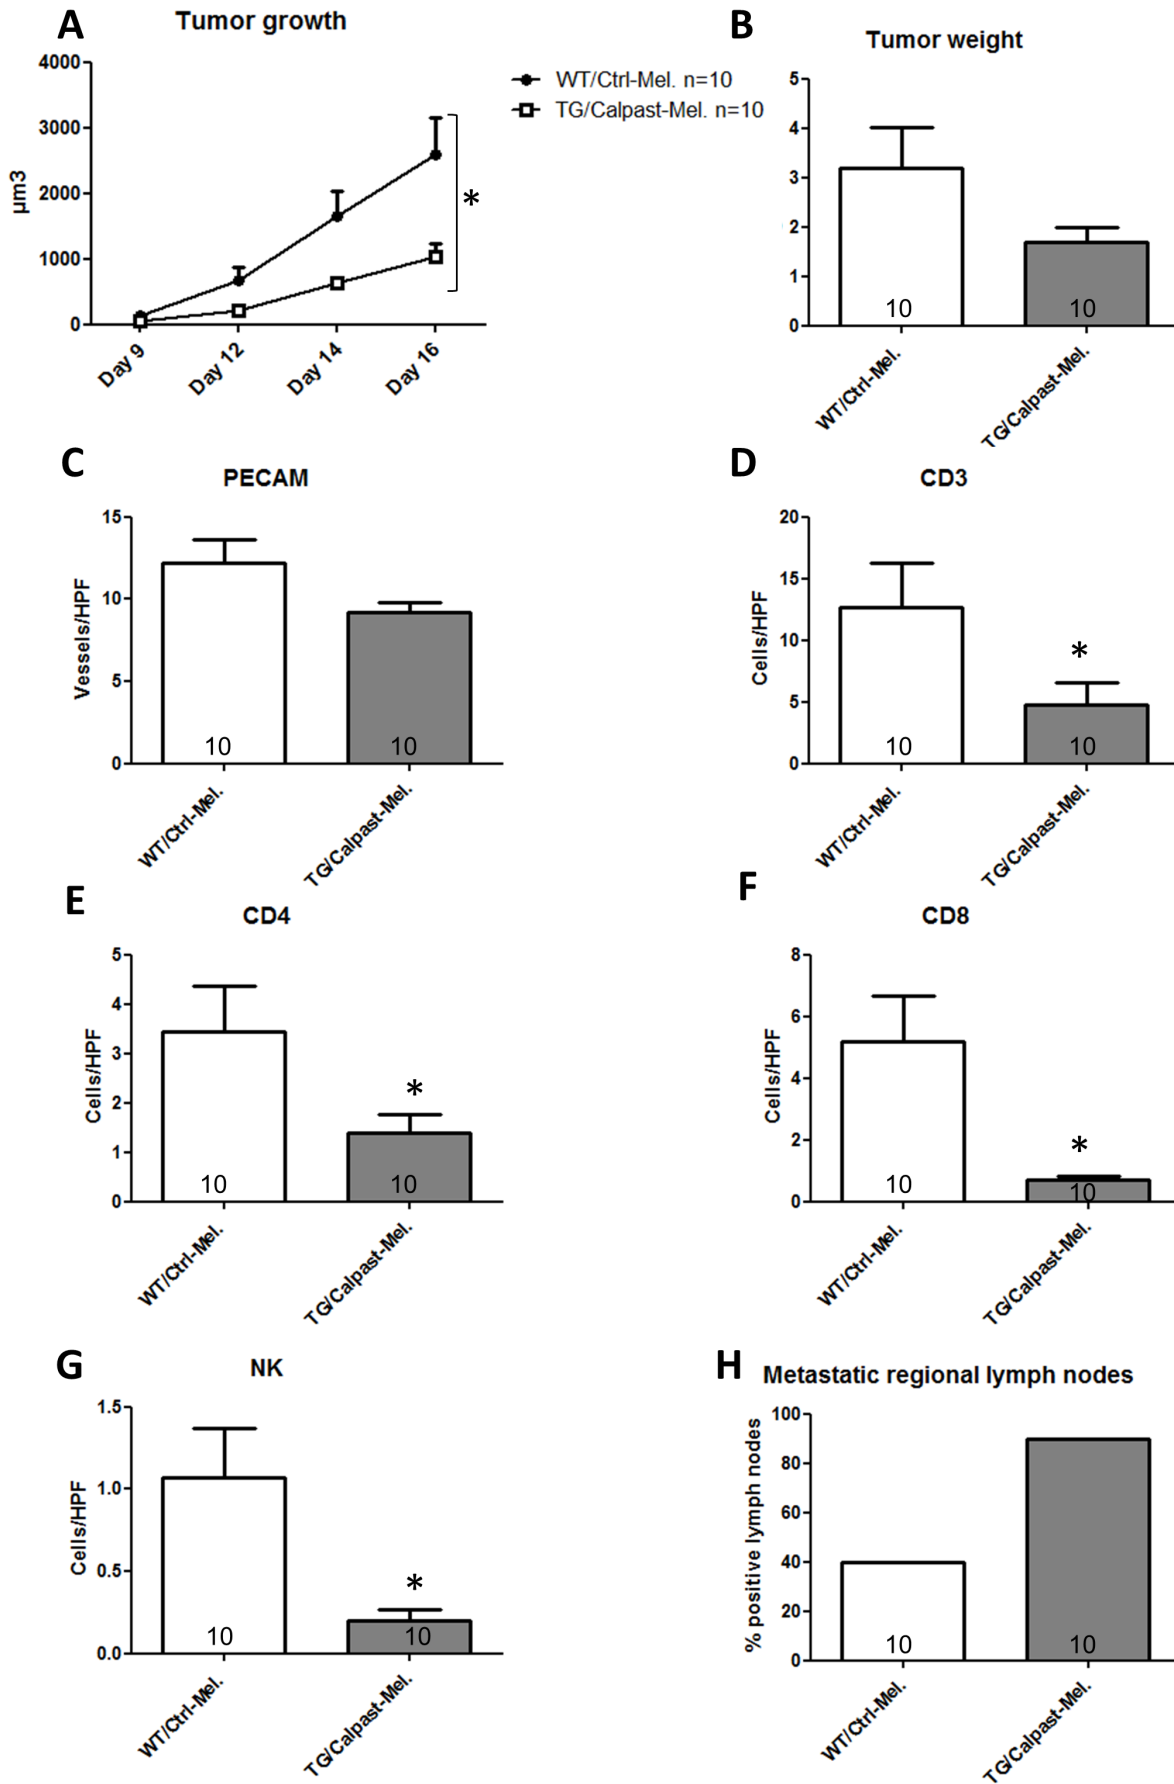 A
Tumor growth
4000
3000
2000
1000
0
µm3
Day 9
Day 12
Day 14
Day 16
*
WT/Ctrl-Mel. n=10
TG/Calpast-Mel. n=10
B
Tumor weight
5
4
3
2
1
0
10
10
WT/Ctrl-Mel.
TG/Calpast-Mel.
C
PECAM
15
10
5
0
Vessels/HPF
10
10
WT/Ctrl-Mel.
TG/Calpast-Mel.
D
CD3
20
15
10
5
0
Cells/HPF
*
10
10
WT/Ctrl-Mel.
TG/Calpast-Mel.
E
CD4
5
4
3
2
1
0
Cells/HPF
*
10
10
WT/Ctrl-Mel.
TG/Calpast-Mel.
F
CD8
8
6
4
2
0
Cells/HPF
*
10
10
WT/Ctrl-Mel.
TG/Calpast-Mel.
G
NK
1.5
1.0
0.5
0.0
Cells/HPF
*
10
10
WT/Ctrl-Mel.
TG/Calpast-Mel.
H
Metastatic regional lymph nodes
100
80
60
40
20
0
% positive lymph nodes
10
10
WT/Ctrl-Mel.
TG/Calpast-Mel.